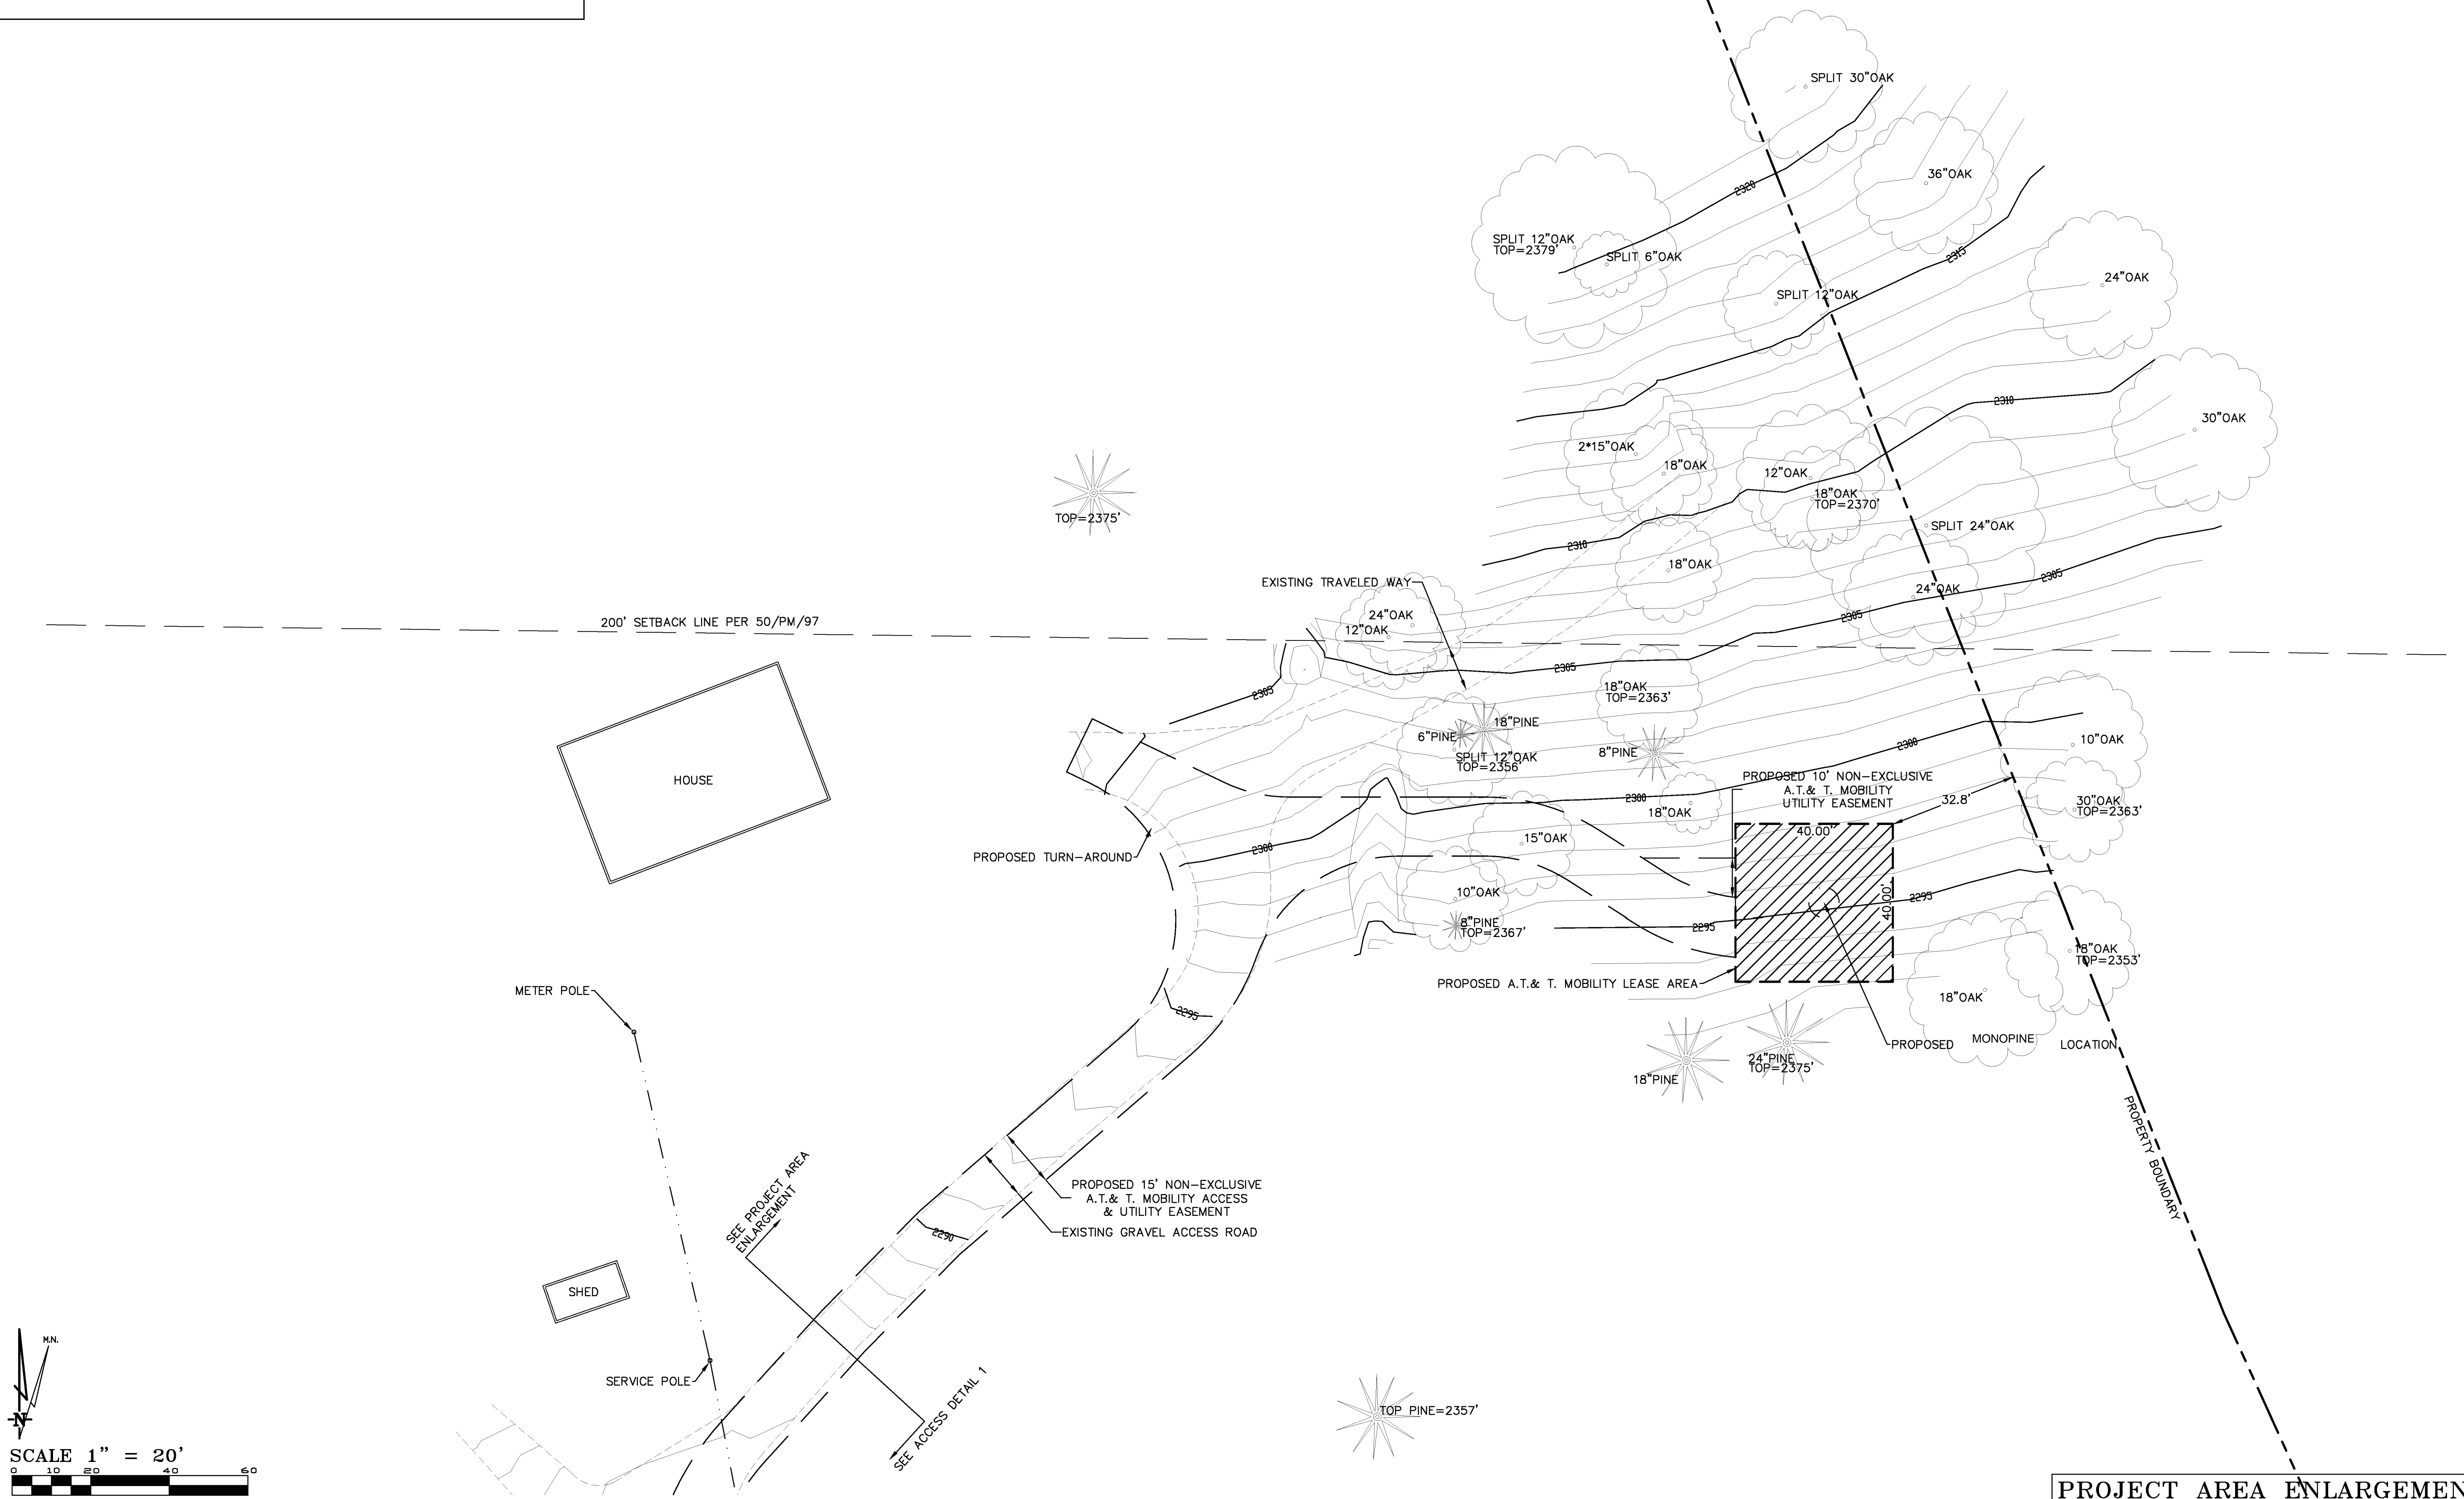 SPLIT 30"OAK
36"OAK
2320
SPLIT 12"OAK
TOP=2379'
SPLIT 6"OAK
2315
24"OAK
SPLIT 12"OAK
2310
30"OAK
2*15"OAK
18"OAK
12"OAK
18"OAK
TOP=2370'
TOP=2375'
SPLIT 24"OAK
2310
18"OAK
2305
EXISTING TRAVELED WAY
24"OAK
24"OAK
12"OAK
2305
200' SETBACK LINE PER 50/PM/97
2305
2305
18"OAK
TOP=2363'
18"PINE
6"PINE
SPLIT 12"OAK
TOP=2356'
8"PINE
2300
10"OAK
HOUSE
PROPOSED 10' NON-EXCLUSIVE
A.T.& T. MOBILITY
UTILITY EASEMENT
32.8'
2300
18"OAK
30"OAK
TOP=2363'
40.00'
15"OAK
2300
PROPOSED TURN-AROUND
10"OAK
40.00'
2295
8"PINE
TOP=2367'
2295
18"OAK
TOP=2353'
PROPOSED A.T.& T. MOBILITY LEASE AREA
METER POLE
18"OAK
2295
PROPOSED MONOPINE LOCATION
24"PINE
TOP=2375'
18"PINE
PROPERTY BOUNDARY
SEE PROJECT AREA
ENLARGEMENT
PROPOSED 15' NON-EXCLUSIVE
A.T.& T. MOBILITY ACCESS
& UTILITY EASEMENT
EXISTING GRAVEL ACCESS ROAD
2290
SHED
M.N.
SERVICE POLE
SEE ACCESS DETAIL 1
TOP PINE=2357'
N
SCALE 1" = 20'
0 10 20 40 60
PROJECT AREA ENLARGEMEN